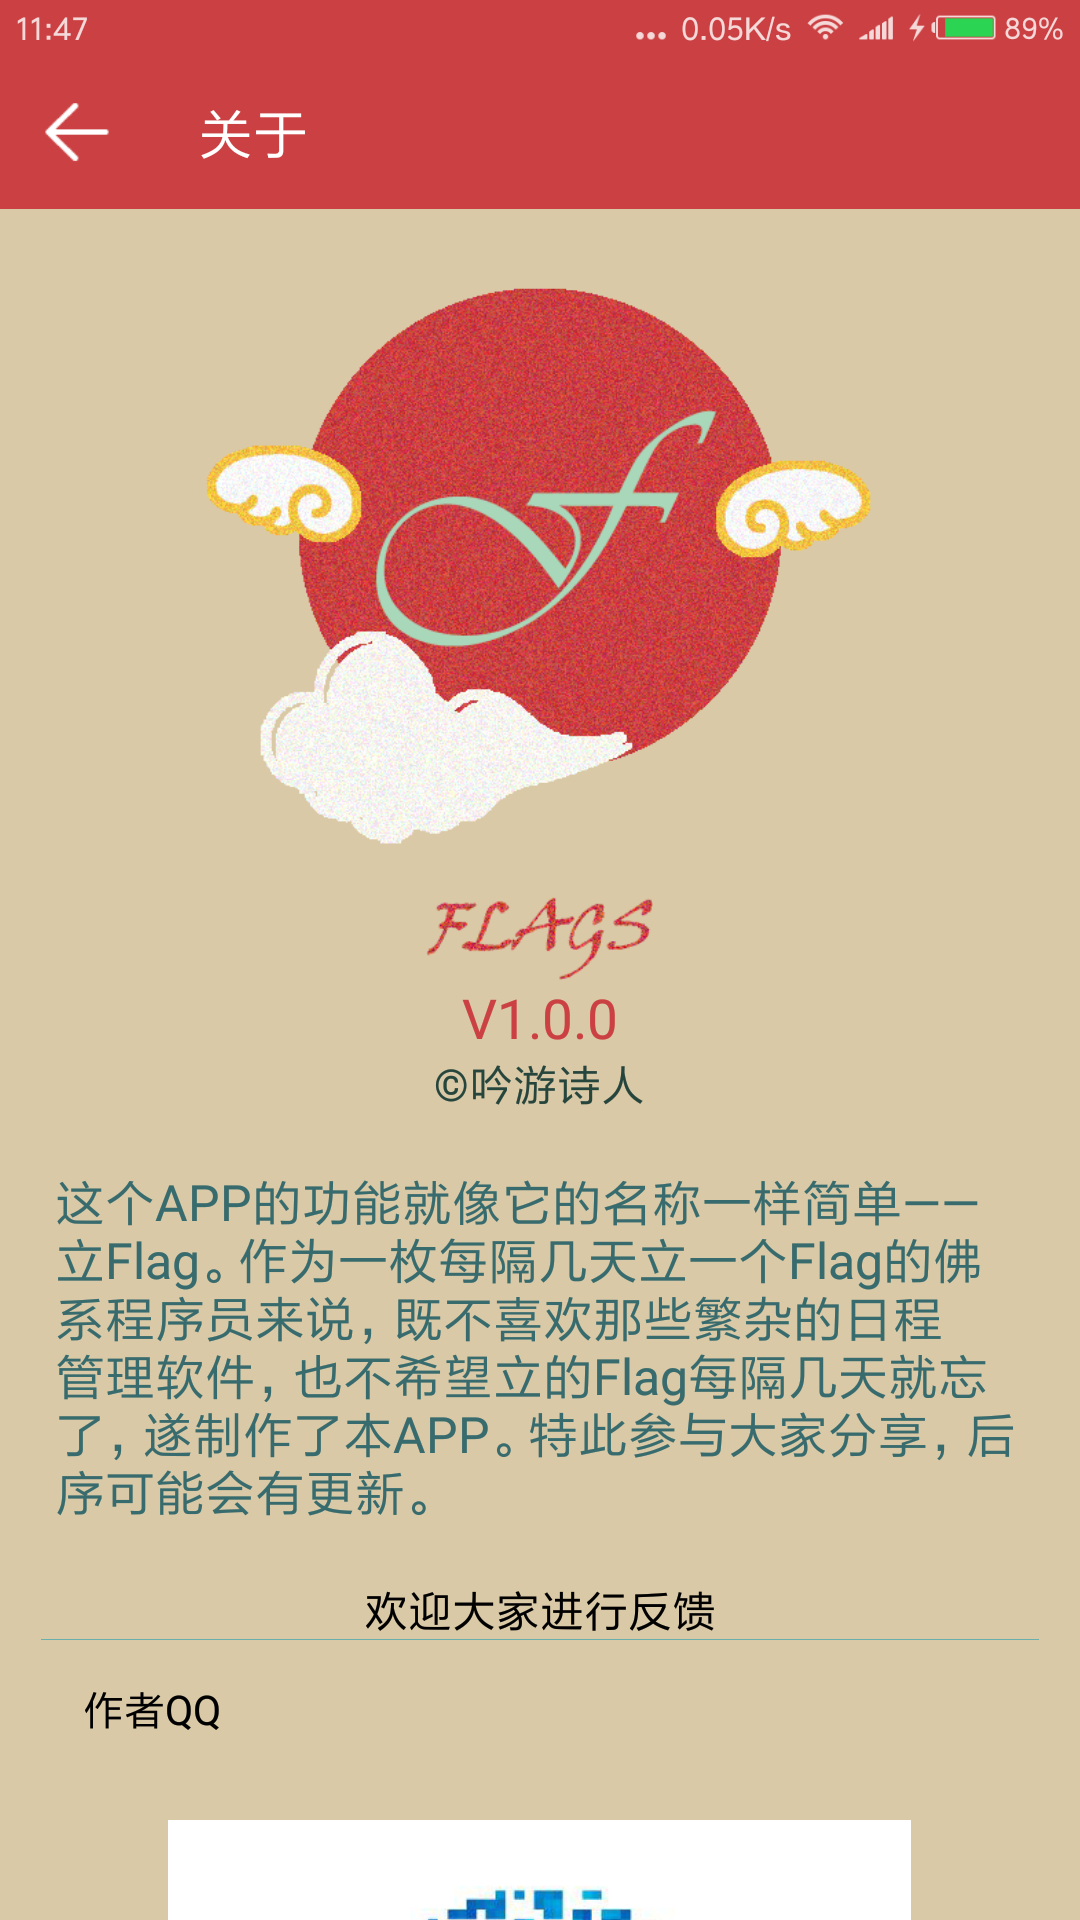 11:47
... 0.05K/s 89%
关于
f
FLAGS
V1.0.0
©吟游诗人
这个APP的功能就像它的名称一样简单——
立Flag。作为一枚每隔几天立一个Flag的佛
系程序员来说，既不喜欢那些繁杂的日程
管理软件，也不希望立的Flag每隔几天就忘
了，遂制作了本APP。特此参与大家分享，后
序可能会有更新。
欢迎大家进行反馈
作者QQ